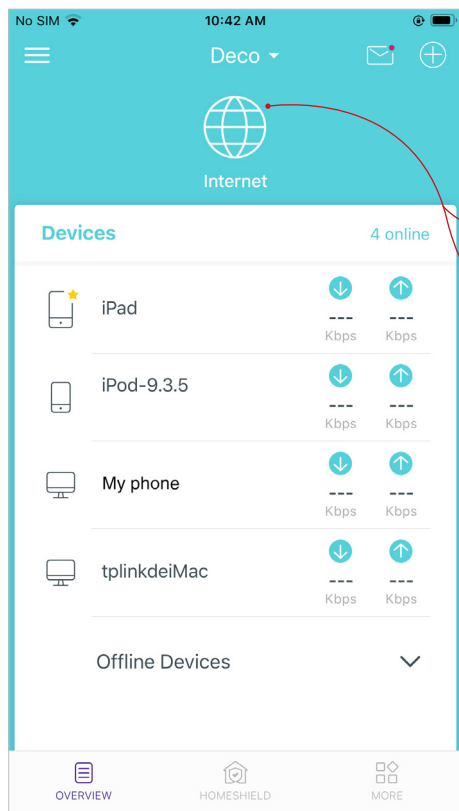 No SIM 10:42 AM
Deco
Internet
Devices 4 online
iPad --- ---
Kbps Kbps
iPod-9.3.5 --- ---
Kbps Kbps
My phone --- ---
Kbps Kbps
tplinkdeiMac --- ---
Kbps Kbps
Offline Devices
OVERVIEW HOMESHIELD MORE